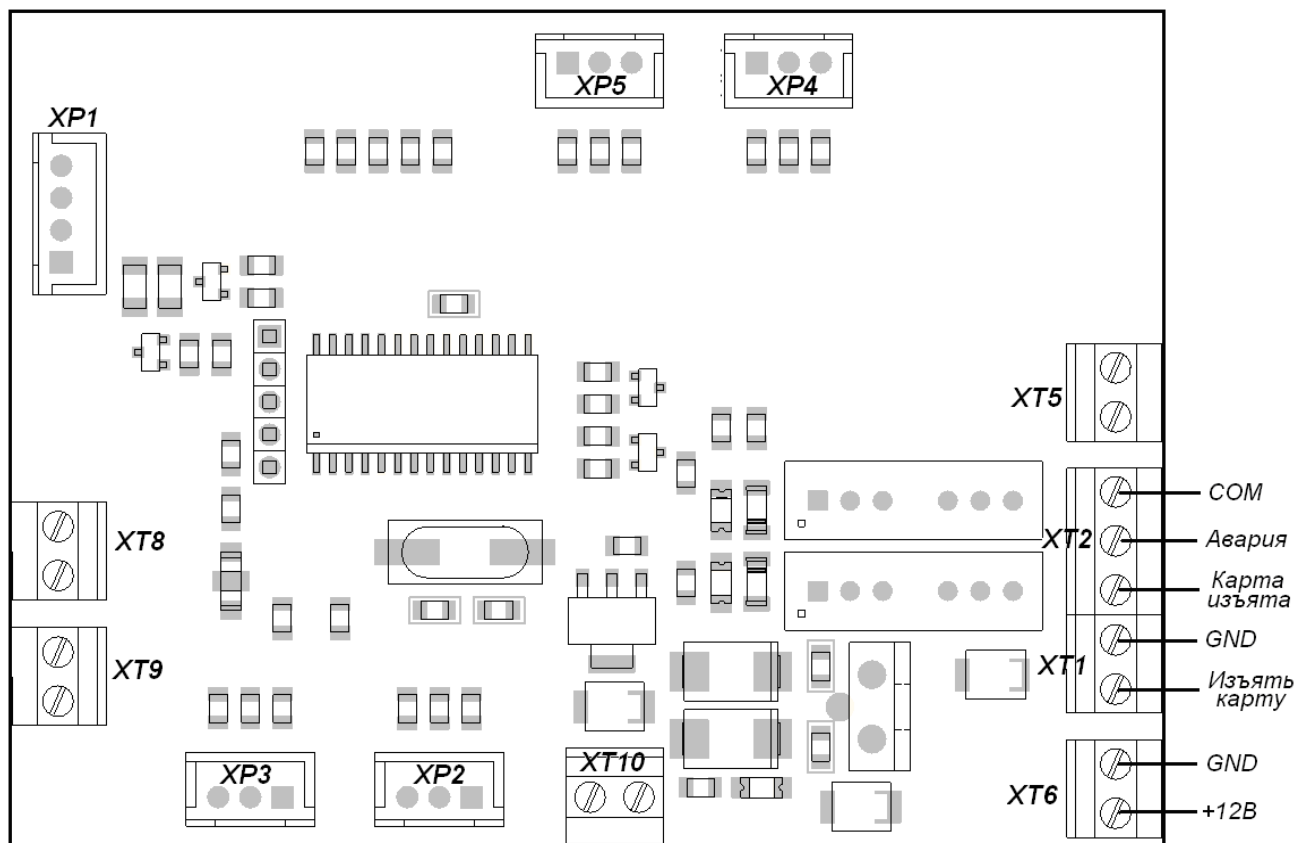 XP5
XP4
XP1
XT5
COM
XT2
Авария
XT8
Карта
изъята
GND
XT1
XT9
Изъять
карту
XP3
XP2
XT10
GND
XT6
+12В